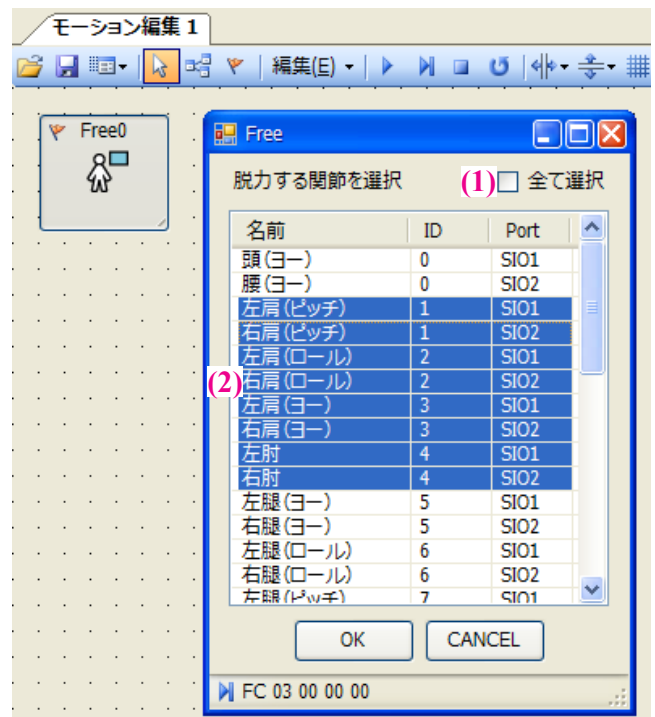 モーション編集 1
編集(E)
Free0
Free
脱力する関節を選択 (1) 全て選択
名前 ID Port
頭(ヨー) 0 SIO1
腰(ヨー) 0 SIO2
左肩(ピッチ) 1 SIO1
右肩(ピッチ) 1 SIO2
左肩(ロール) 2 SIO1
(2) 右肩(ロール) 2 SIO2
左肩(ヨー) 3 SIO1
右肩(ヨー) 3 SIO2
左肘 4 SIO1
右肘 4 SIO2
左腿(ヨー) 5 SIO1
右腿(ヨー) 5 SIO2
左腿(ロール) 6 SIO1
右腿(ロール) 6 SIO2
左腿(ピッチ) 7 SIO1
OK CANCEL
FC 03 00 00 00